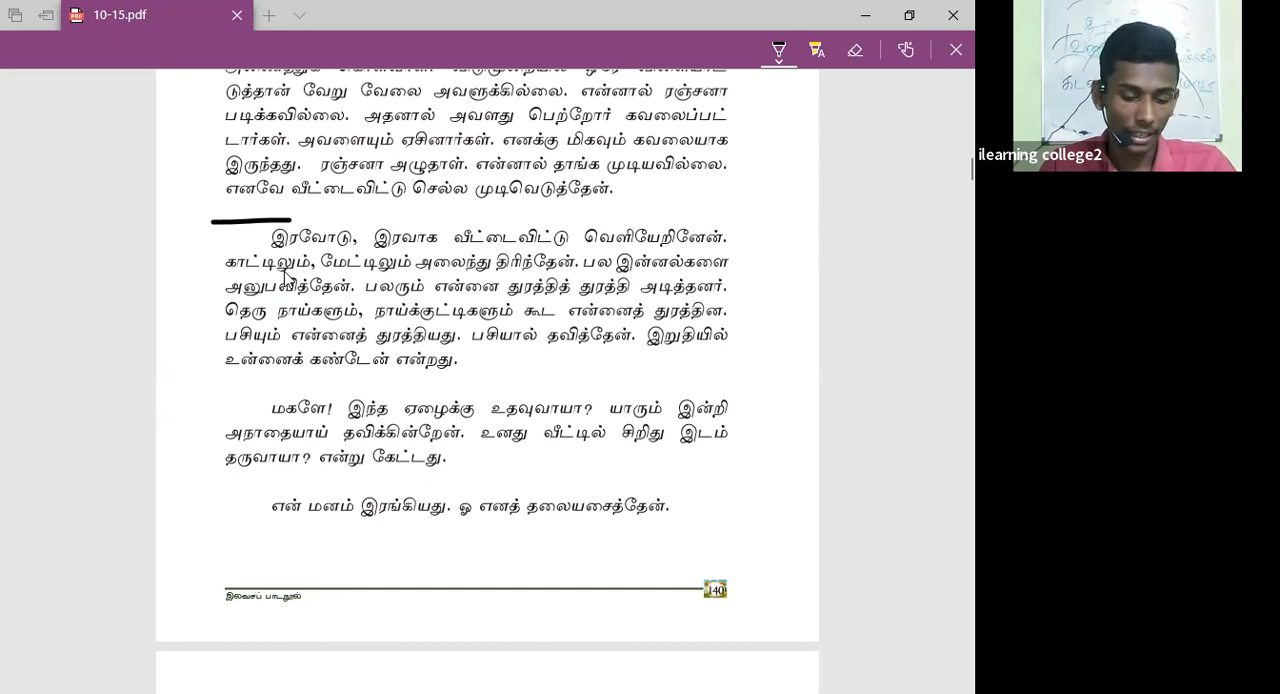 10-15.pdf
டுத்தான் வேறு வேலை அவளுக்கில்லை. என்னால் ரஞ்சனா
படிக்கவில்லை. அதனால் அவளது பெற்றோர் கவலைப்பட்
டார்கள். அவளையும் ஏசினார்கள். எனக்கு மிகவும் கவலையாக
இருந்தது. ரஞ்சனா அழுதாள். என்னால் தாங்க முடியவில்லை.
எனவே வீட்டைவிட்டு செல்ல முடிவெடுத்தேன்.
இரவோடு, இரவாக வீட்டைவிட்டு வெளியேறினேன்.
காட்டிலும், மேட்டிலும் அலைந்து திரிந்தேன். பல இன்னல்களை
அனுபவித்தேன். பலரும் என்னை துரத்தித் துரத்தி அடித்தனர்.
தெரு நாய்களும், நாய்க்குட்டிகளும் கூட என்னைத் துரத்தின.
பசியும் என்னைத் துரத்தியது. பசியால் தவித்தேன். இறுதியில்
உன்னைக் கண்டேன் என்றது.
மகளே! இந்த ஏழைக்கு உதவுவாயா? யாரும் இன்றி
அநாதையாய் தவிக்கின்றேன். உனது வீட்டில் சிறிது இடம்
தருவாயா? என்று கேட்டது.
என் மனம் இரங்கியது. ஓ எனத் தலையசைத்தேன்.
இலவசப் பாடநூல்
140
ilearning college2